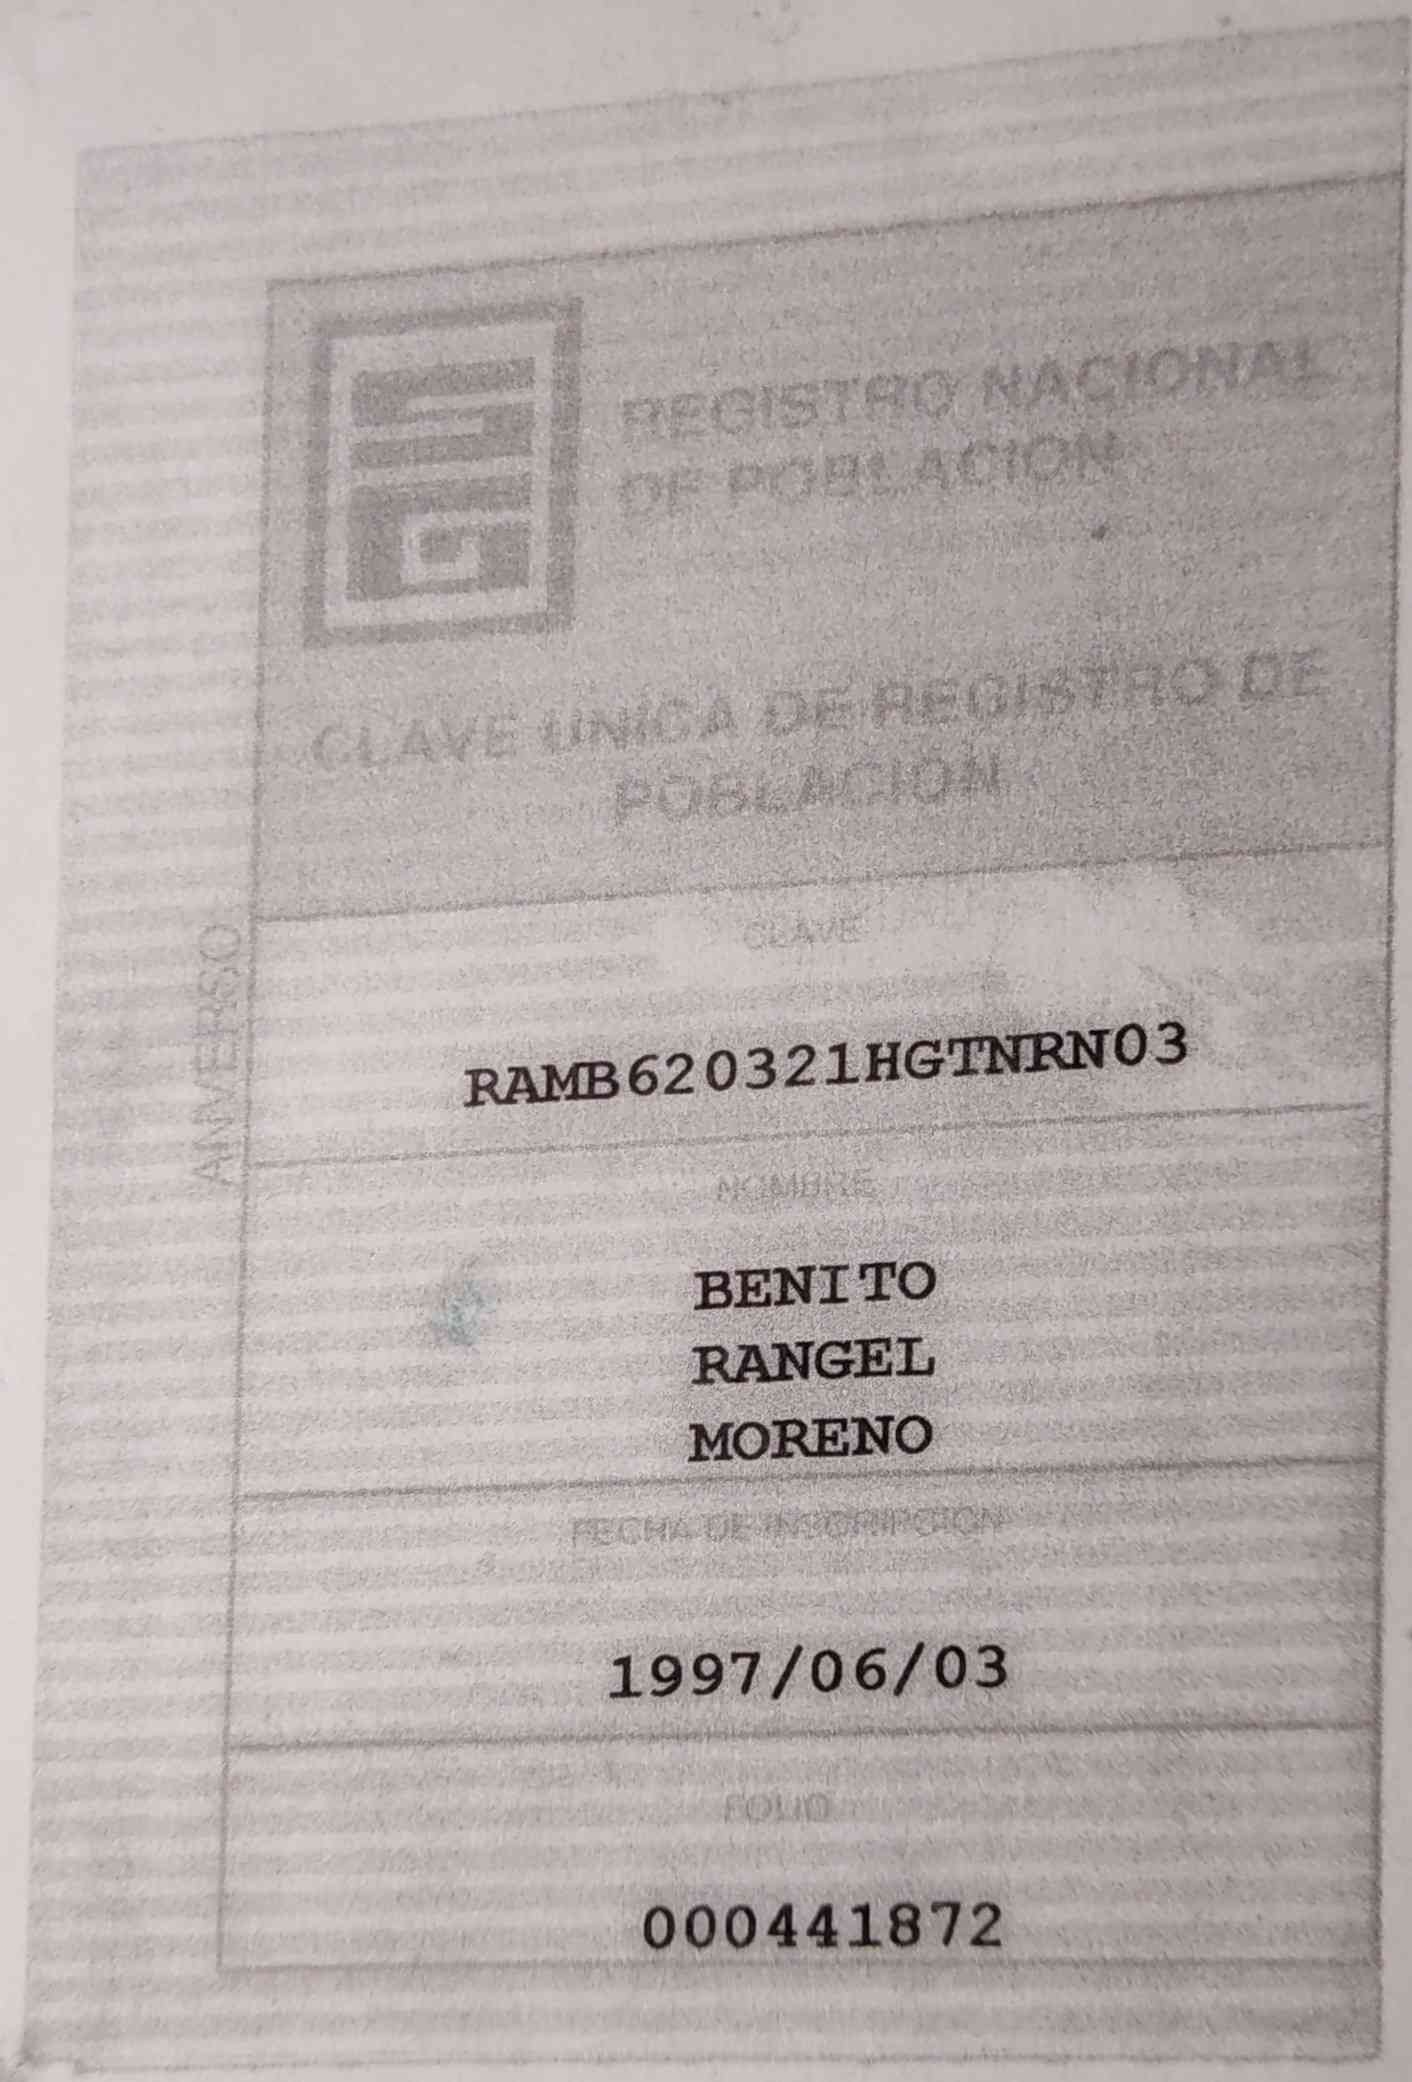 REGISTRO NACIONAL
DE POBLACION
CLAVE UNICA DE REGISTRO DE
POBLACION
ANVERSO
CLAVE
RAMB620321HGTNRN03
NOMBRE
BENITO
RANGEL
MORENO
FECHA DE INSCRIPCION
1997/06/03
FOLIO
000441872